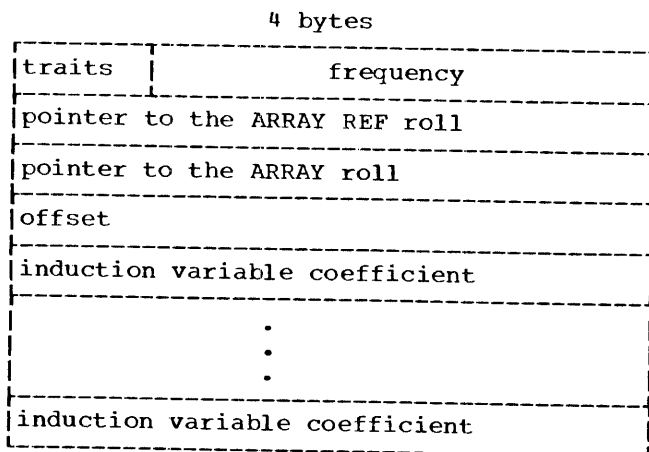 4 bytes
traits frequency
pointer to the ARRAY REF roll
pointer to the ARRAY roll
offset
induction variable coefficient
.
.
.
induction variable coefficient